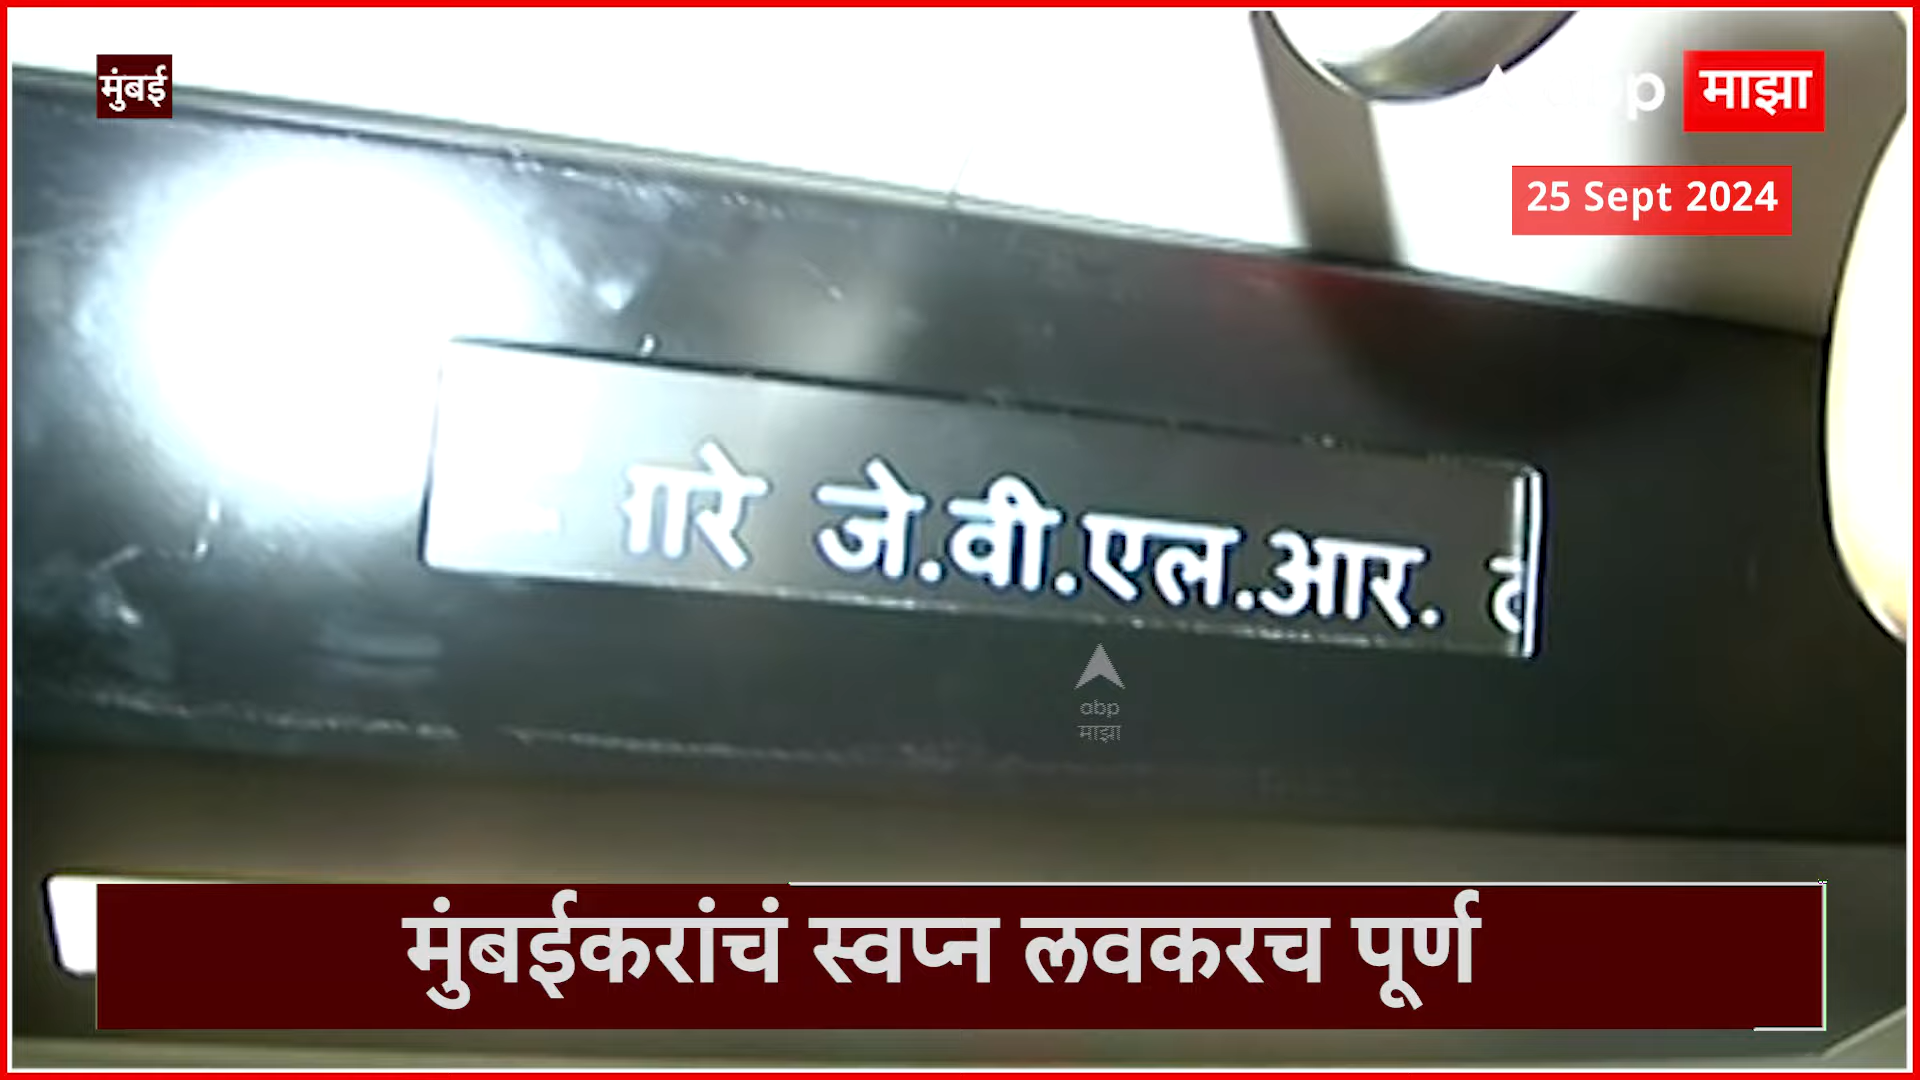 मुंबई
माझा
25 Sept 2024
जे.वी.एल.आर.
abp
माझा
मुंबईकरांचं स्वप्न लवकरच पूर्ण